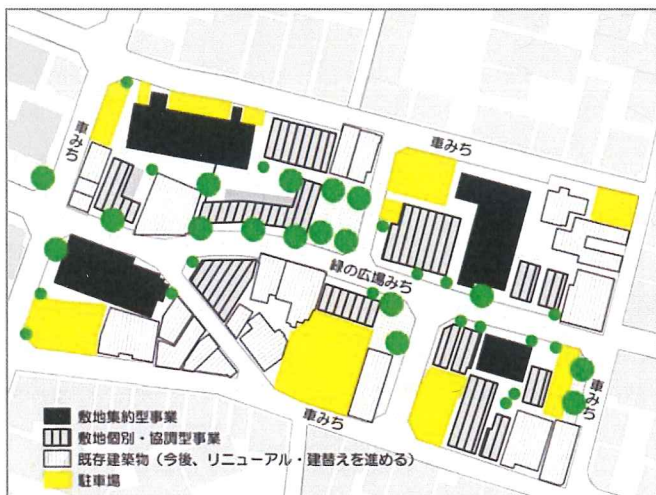 車みち
車みち
緑の広場みち
車みち
車みち
敷地集約型事業
敷地個別・協調型事業
既存建築物（今後、リニューアル・建替えを進める）
駐車場